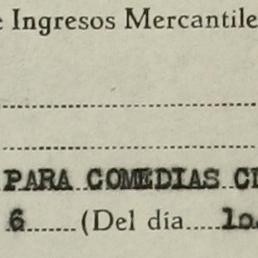 Ingresos Mercantile
PARA COMEDIAS
6 (Del día